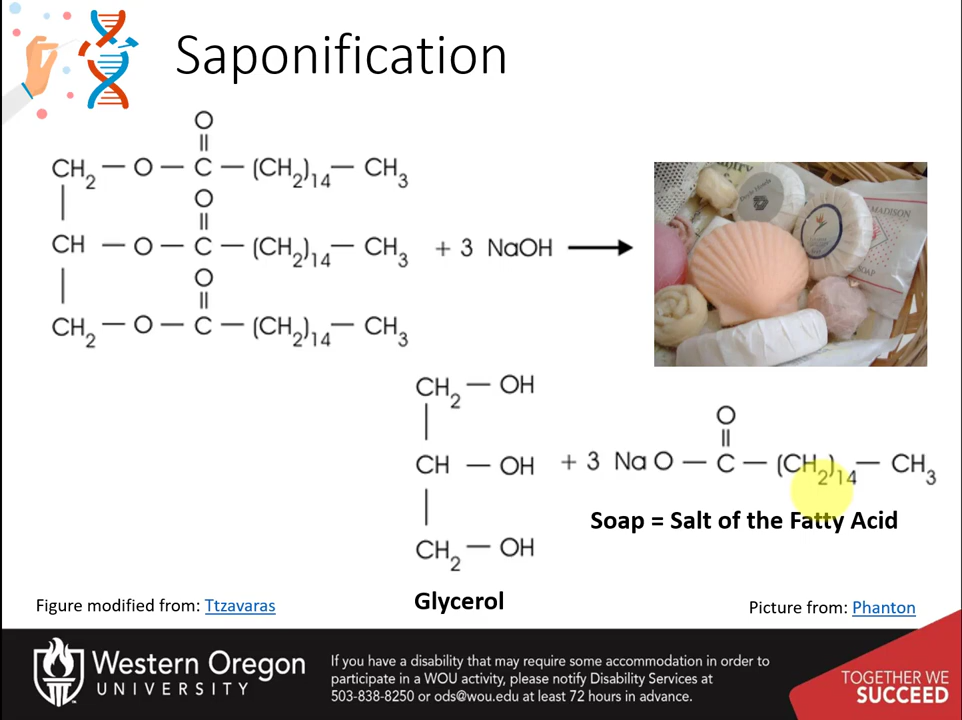 Saponification
O
||
CH2 — O — C — (CH2)14 — CH3
O
||
CH — O — C — (CH2)14 — CH3 + 3 NaOH
O
||
CH2 — O — C — (CH2)14 — CH3
MADISON
SOAP
CH2 — OH
CH — OH
CH2 — OH
O
||
+ 3 Na O — C — (CH2)14 — CH3
Soap = Salt of the Fatty Acid
Glycerol
Figure modified from: Ttzavaras
Picture from: Phanton
Western Oregon
UNIVERSITY
If you have a disability that may require some accommodation in order to
participate in a WOU activity, please notify Disability Services at
503-838-8250 or ods@wou.edu at least 72 hours in advance.
TOGETHER WE
SUCCEED